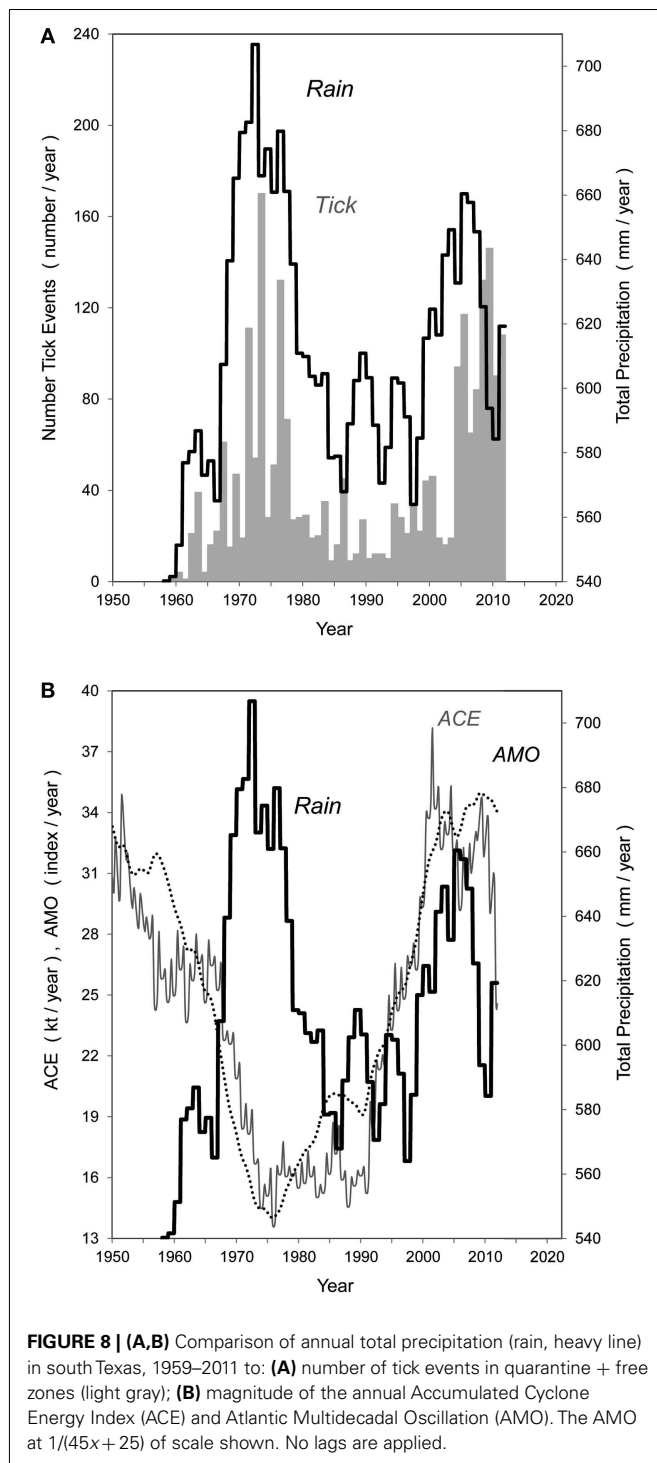 A
240
200
160
120
80
40
0
Number Tick Events ( number / year )
Rain
Tick
700
680
660
640
620
600
580
560
540
Total Precipitation ( mm / year )
1950 1960 1970 1980 1990 2000 2010 2020
Year
B
40
37
34
31
28
25
22
19
16
13
ACE ( kt / year ) , AMO ( index / year )
ACE
AMO
Rain
700
680
660
640
620
600
580
560
540
Total Precipitation ( mm / year )
1950 1960 1970 1980 1990 2000 2010 2020
Year
FIGURE 8 | (A,B) Comparison of annual total precipitation (rain, heavy line)
in south Texas, 1959–2011 to: (A) number of tick events in quarantine + free
zones (light gray); (B) magnitude of the annual Accumulated Cyclone
Energy Index (ACE) and Atlantic Multidecadal Oscillation (AMO). The AMO
at 1/(45x + 25) of scale shown. No lags are applied.